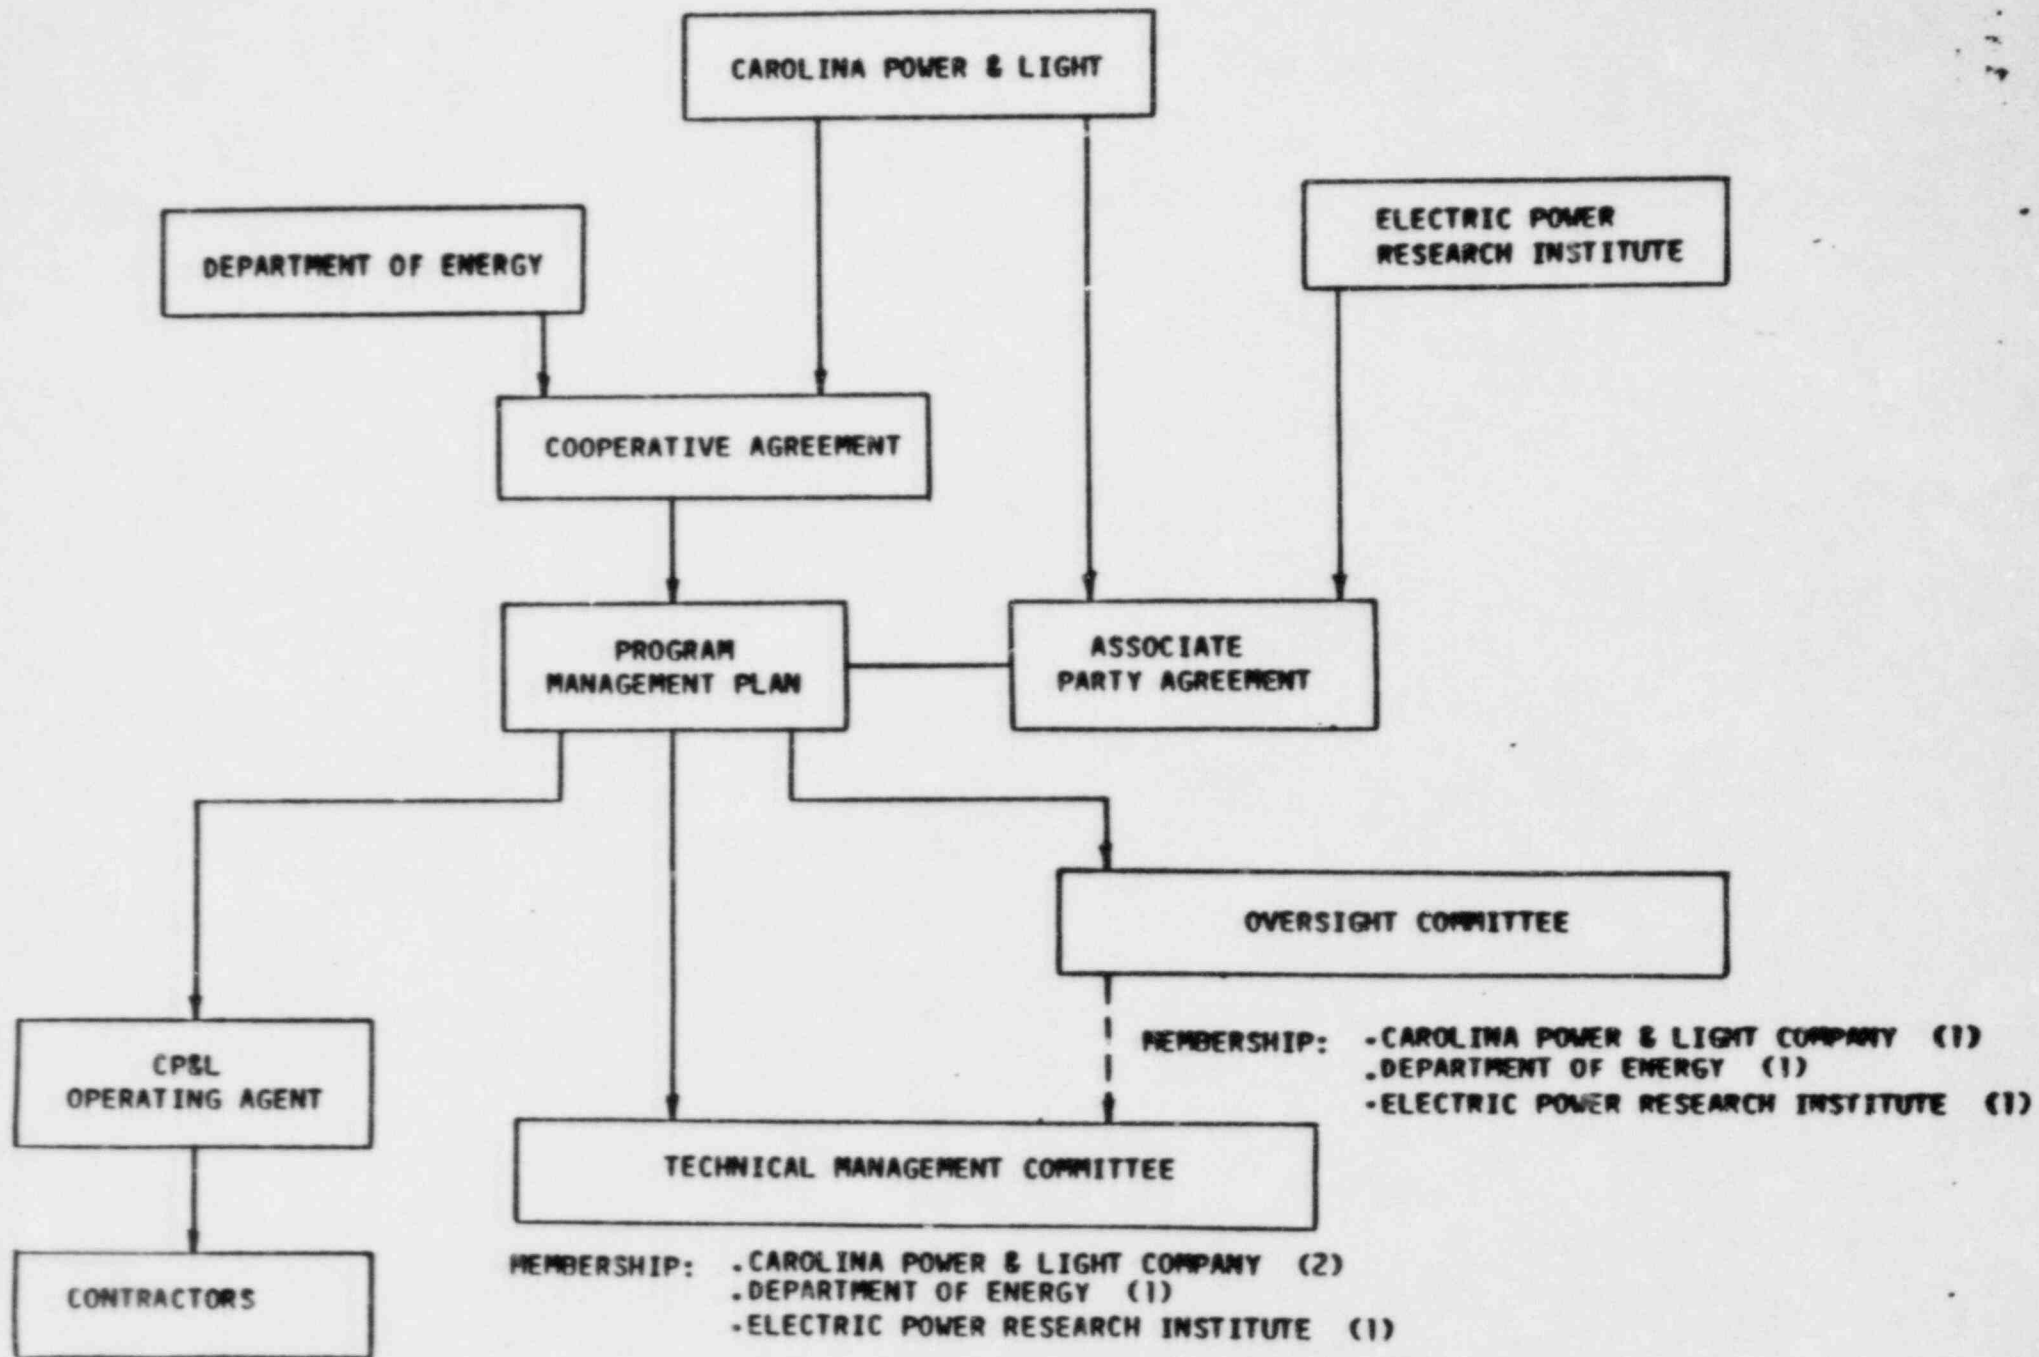 CAROLINA POWER & LIGHT
ELECTRIC POWER
RESEARCH INSTITUTE
DEPARTMENT OF ENERGY
COOPERATIVE AGREEMENT
PROGRAM
MANAGEMENT PLAN
ASSOCIATE
PARTY AGREEMENT
OVERSIGHT COMMITTEE
MEMBERSHIP: .CAROLINA POWER & LIGHT COMPANY (1)
.DEPARTMENT OF ENERGY (1)
.ELECTRIC POWER RESEARCH INSTITUTE (1)
CP&L
OPERATING AGENT
TECHNICAL MANAGEMENT COMMITTEE
MEMBERSHIP: .CAROLINA POWER & LIGHT COMPANY (2)
.DEPARTMENT OF ENERGY (1)
.ELECTRIC POWER RESEARCH INSTITUTE (1)
CONTRACTORS